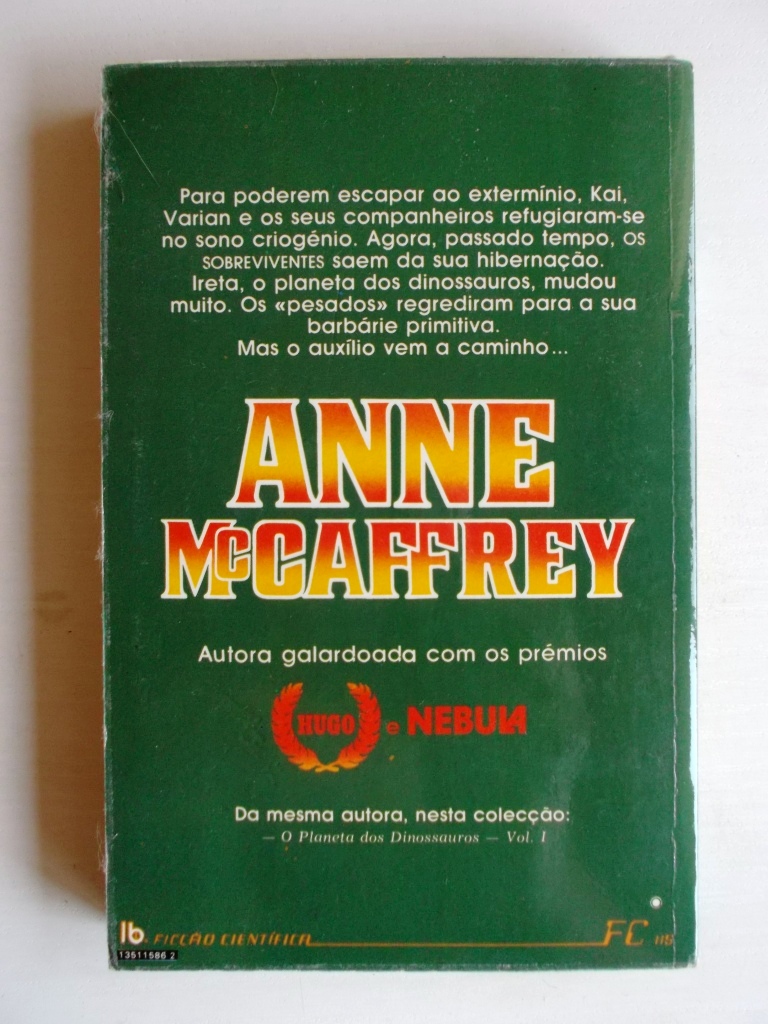 Para poderem escapar ao extermínio, Kai,
Varian e os seus companheiros refugiaram-se
no sono criogénio. Agora, passado tempo, OS
SOBREVIVENTES saem da sua hibernação.
Ireta, o planeta dos dinossauros, mudou
muito. Os «pesados» regrediram para a sua
barbárie primitiva.
Mas o auxílio vem a caminho...
ANNE
McCAFFREY
Autora galardoada com os prémios
HUGO e NEBULA
Da mesma autora, nesta colecção:
— O Planeta dos Dinossauros — Vol. I
lb FICÇÃO CIENTÍFICA FC 115
13511586 2